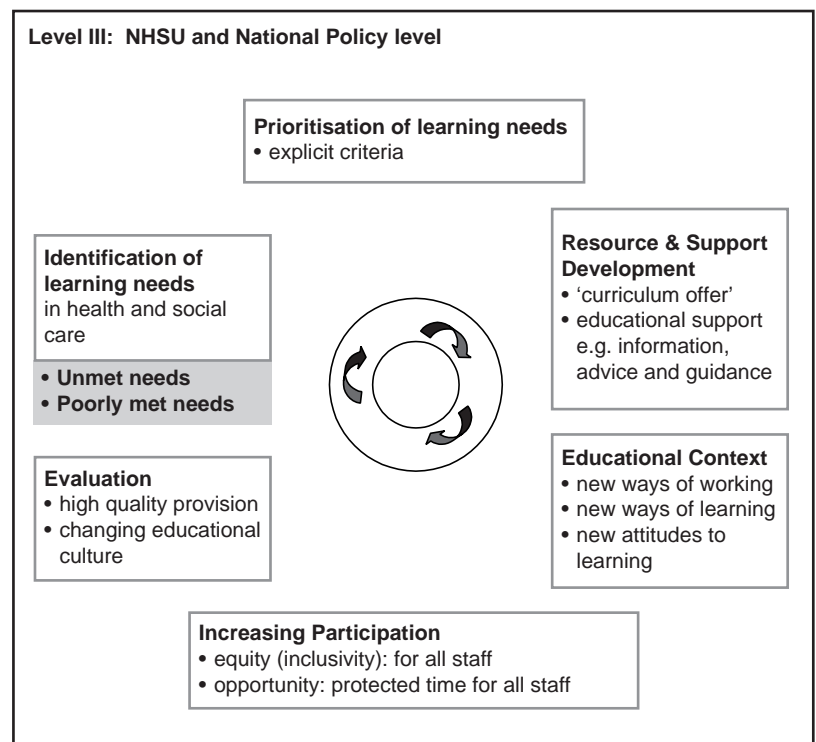 Level III:  NHSU and National Policy level
Prioritisation of learning needs
• explicit criteria
Identification of
learning needs
in health and social
care
• Unmet needs
• Poorly met needs
Resource & Support
Development
• ‘curriculum offer’
• educational support
e.g. information,
advice and guidance
Evaluation
• high quality provision
• changing educational
culture
Educational Context
• new ways of working
• new ways of learning
• new attitudes to
learning
Increasing Participation
• equity (inclusivity): for all staff
• opportunity: protected time for all staff